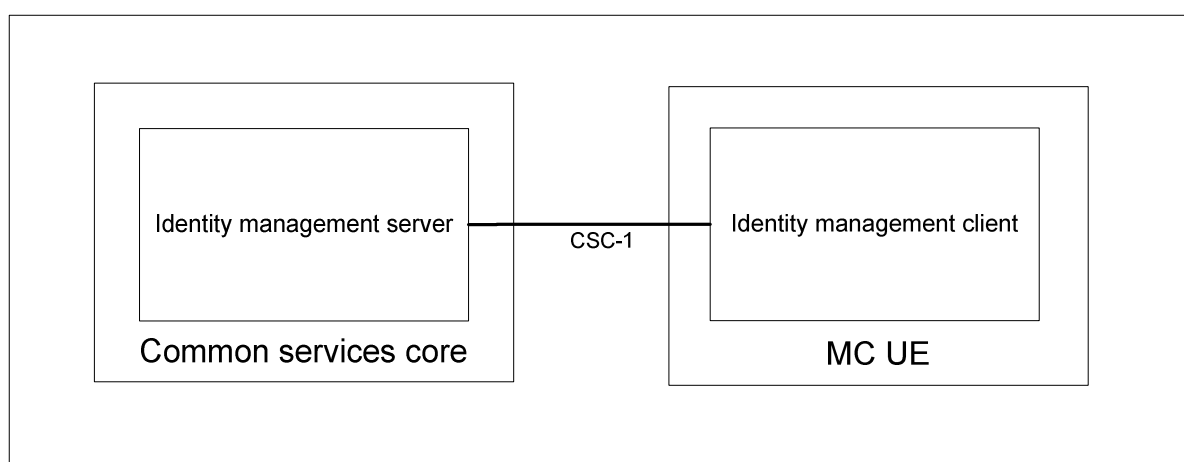 Identity management server
CSC-1
Identity management client
Common services core
MC UE